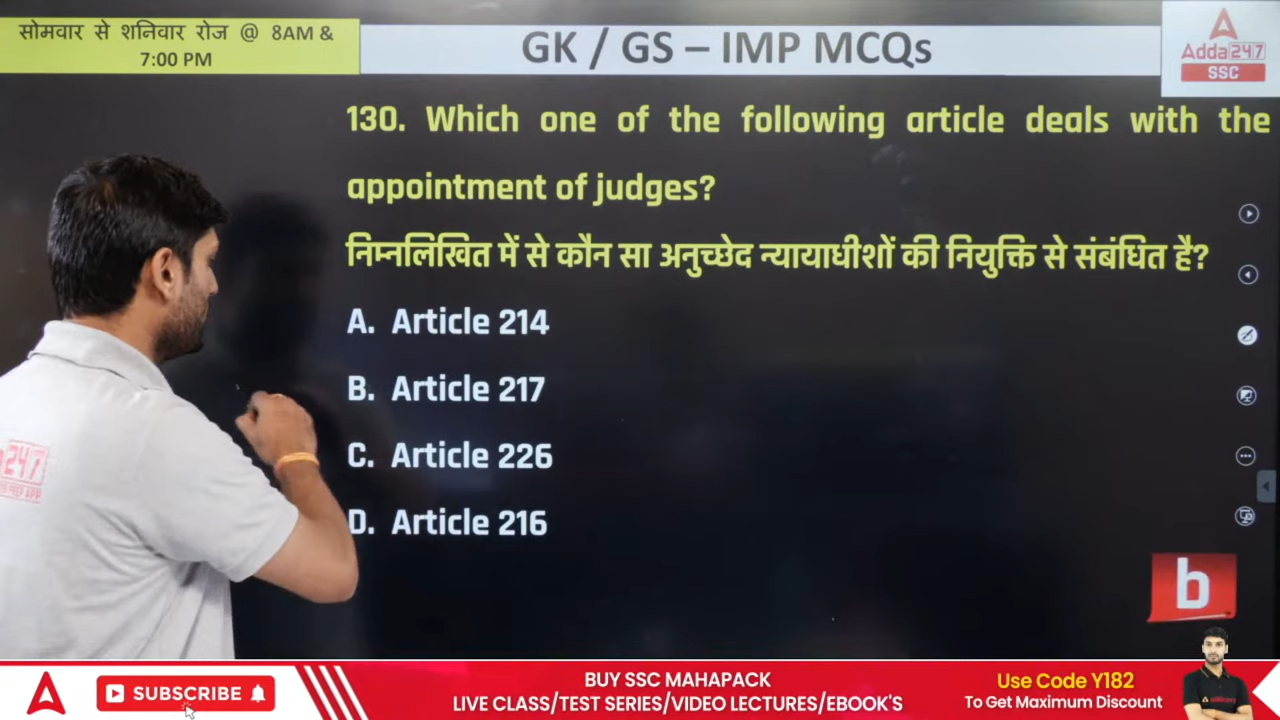 सोमवार से शनिवार रोज @ 8AM &
7:00 PM
GK / GS – IMP MCQs
Adda247
SSC
130. Which one of the following article deals with the
appointment of judges?
निम्नलिखित में से कौन सा अनुच्छेद न्यायाधीशों की नियुक्ति से संबंधित है?
A. Article 214
B. Article 217
C. Article 226
D. Article 216
247
b
SUBSCRIBE
BUY SSC MAHAPACK
LIVE CLASS/TEST SERIES/VIDEO LECTURES/EBOOK'S
Use Code Y182
To Get Maximum Discount